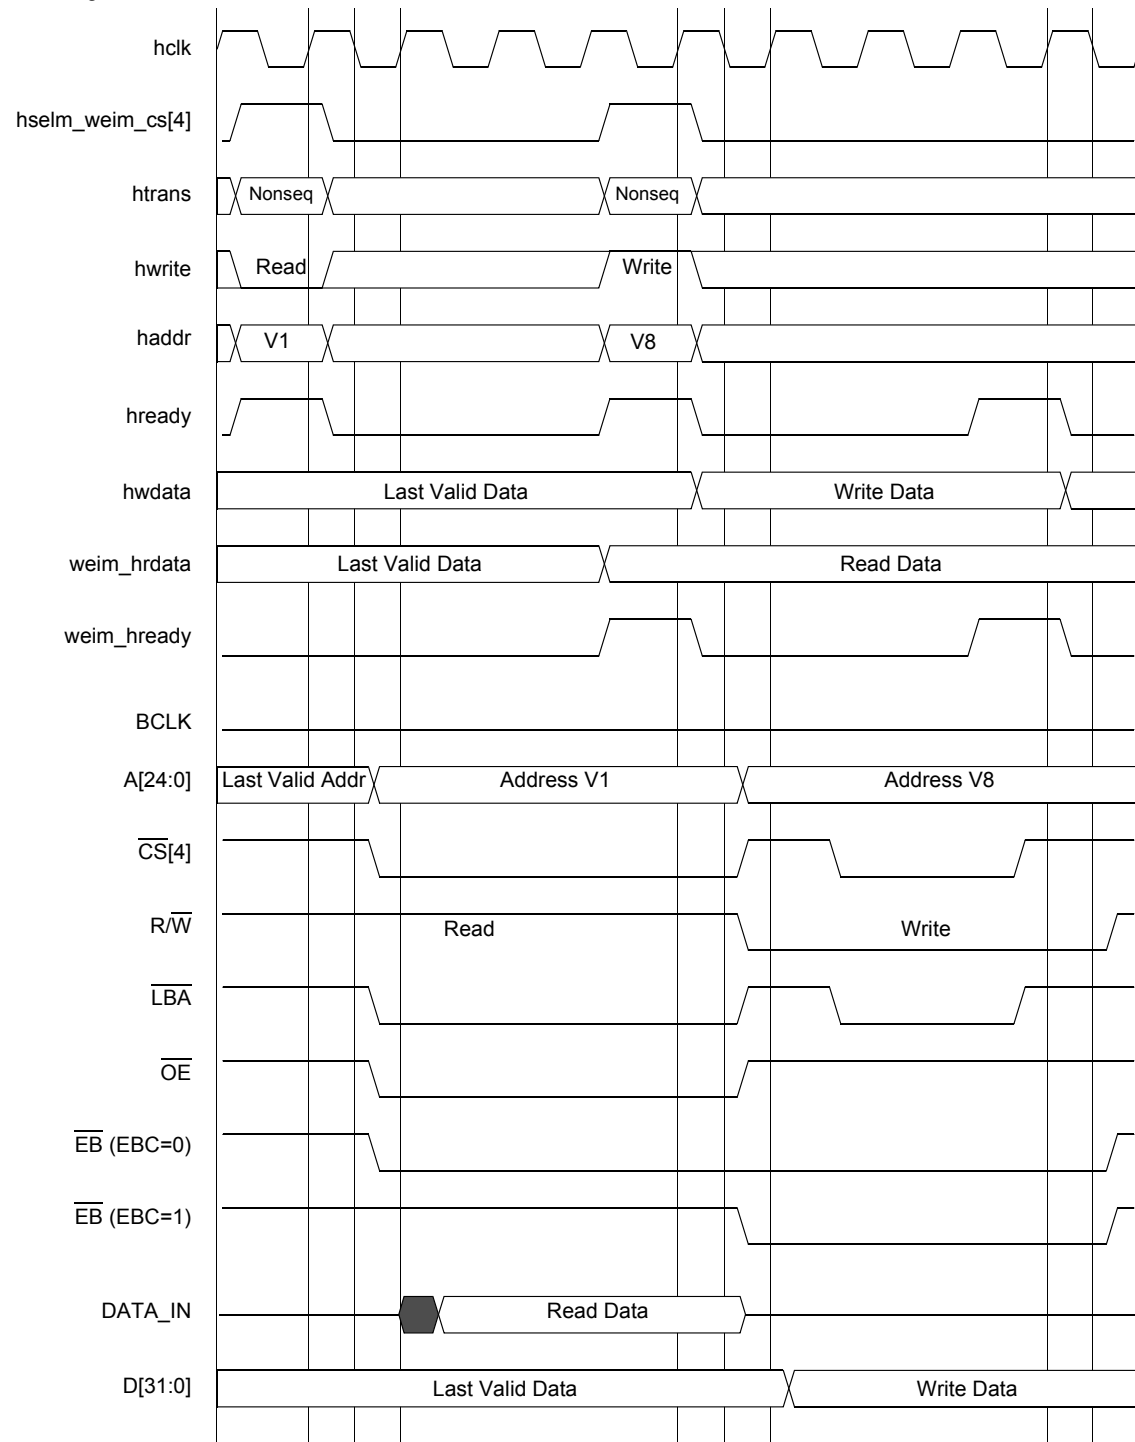 hclk
hselm_weim_cs[4]
htrans Nonseq Nonseq
hwrite Read Write
haddr V1 V8
hready
hwdata Last Valid Data Write Data
weim_hrdata Last Valid Data Read Data
weim_hready
BCLK
A[24:0] Last Valid Addr Address V1 Address V8
CS[4]
R/W Read Write
LBA
OE
EB (EBC=0)
EB (EBC=1)
DATA_IN Read Data
D[31:0] Last Valid Data Write Data